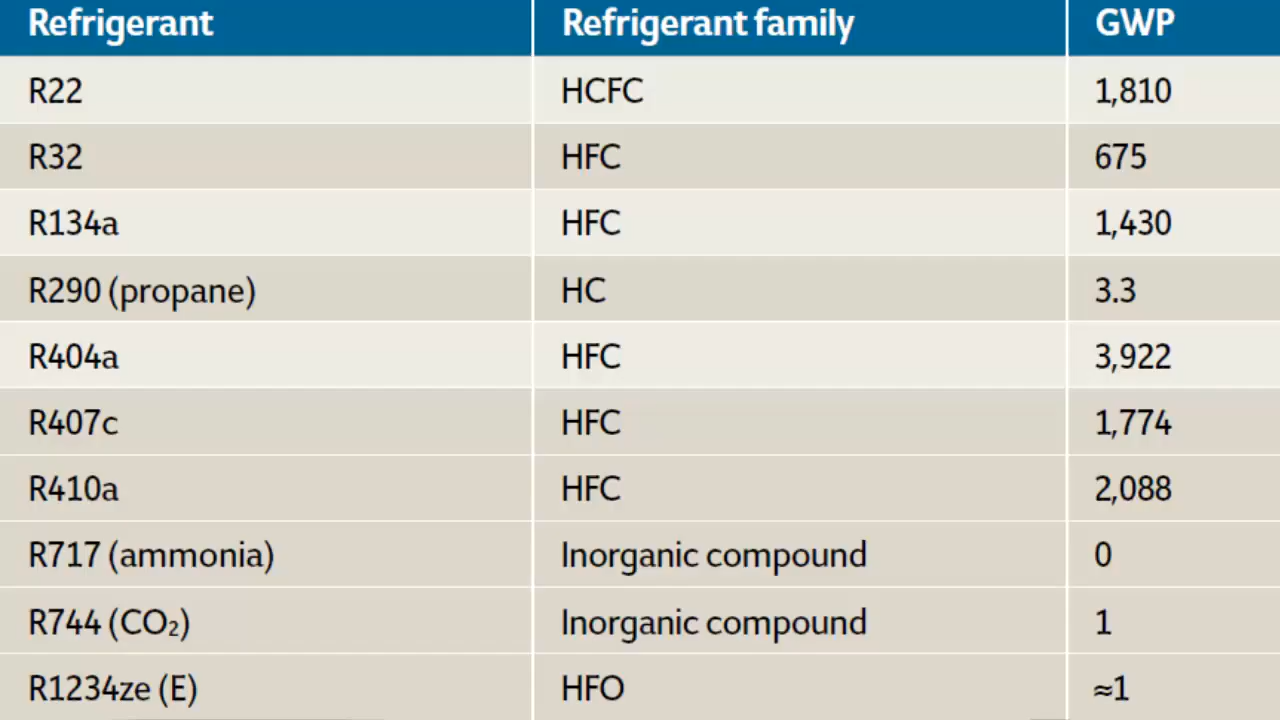 Refrigerant Refrigerant family GWP
R22 HCFC 1,810
R32 HFC 675
R134a HFC 1,430
R290 (propane) HC 3.3
R404a HFC 3,922
R407c HFC 1,774
R410a HFC 2,088
R717 (ammonia) Inorganic compound 0
R744 (CO₂) Inorganic compound 1
R1234ze (E) HFO ≈1